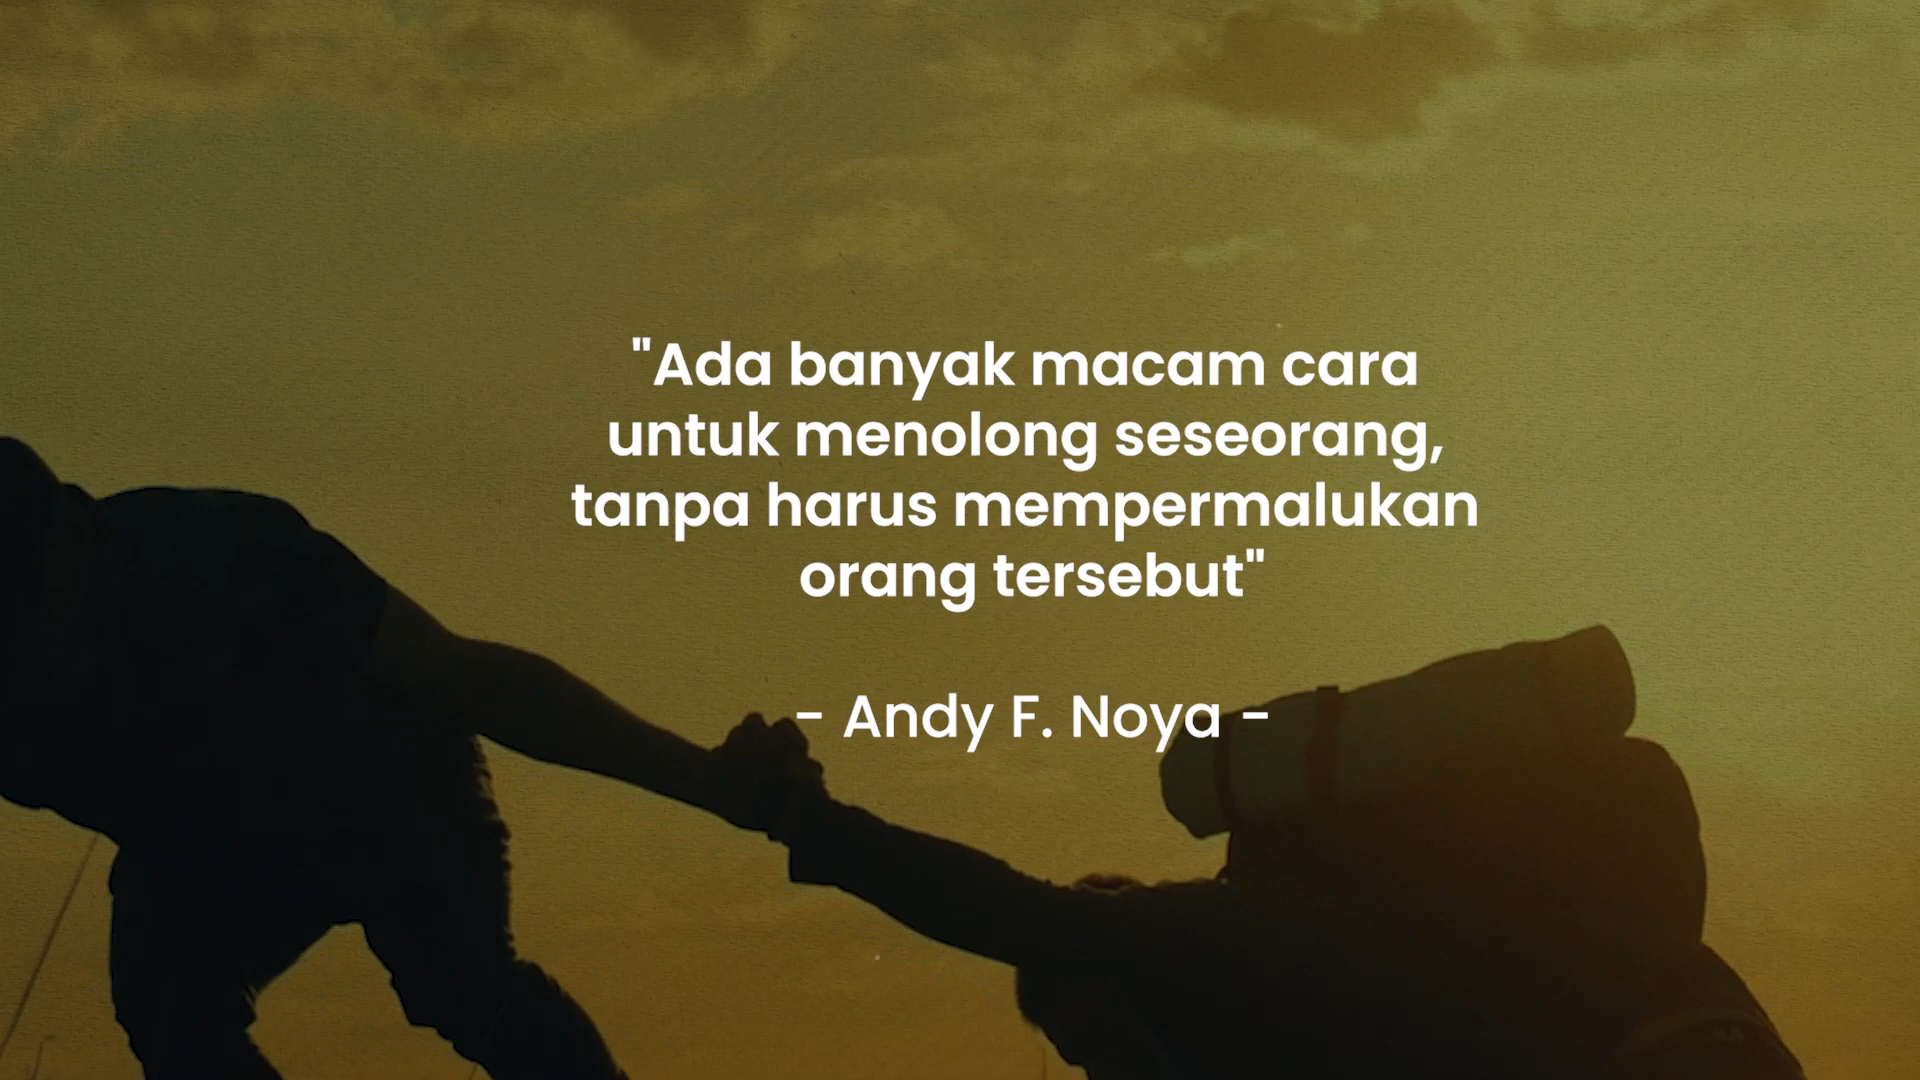 "Ada banyak macam cara
untuk menolong seseorang,
tanpa harus mempermalukan
orang tersebut"
- Andy F. Noya -